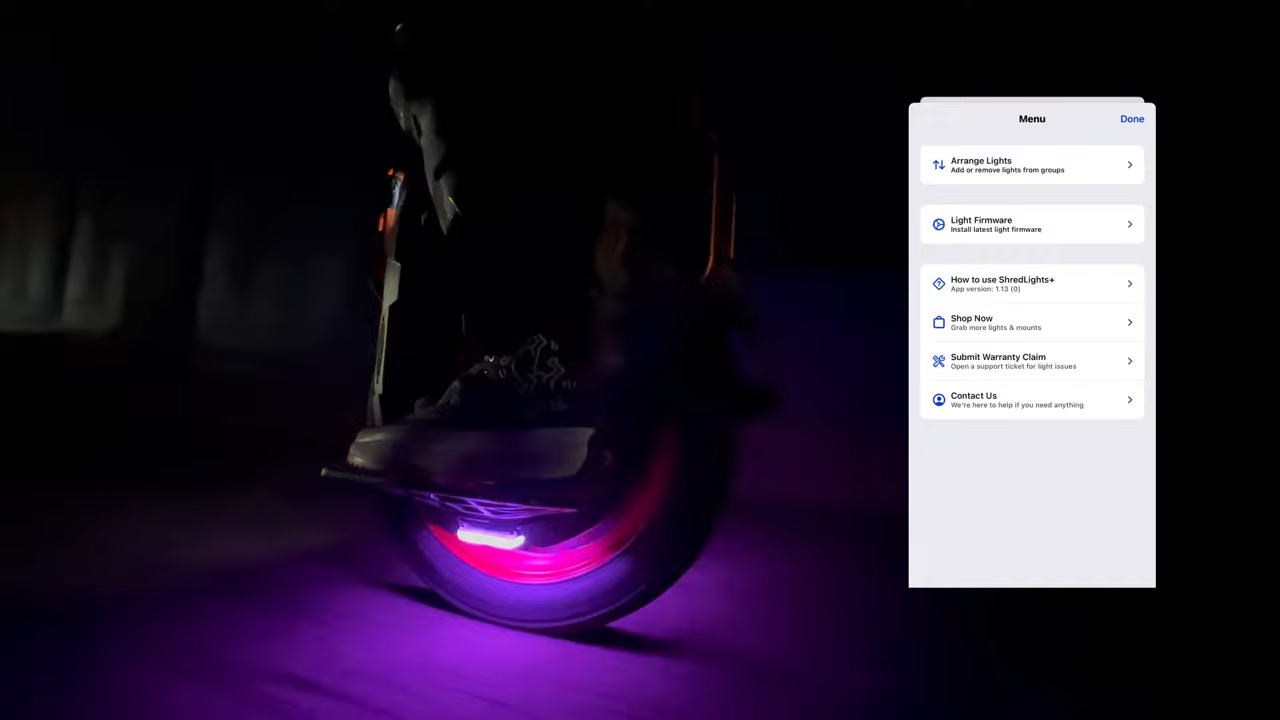 Menu
Done
Arrange Lights
Add or remove lights from groups
Light Firmware
Install latest light firmware
How to use ShredLights+
App version: 1.13 (0)
Shop Now
Grab more lights & mounts
Submit Warranty Claim
Open a support ticket for light issues
Contact Us
We're here to help if you need anything